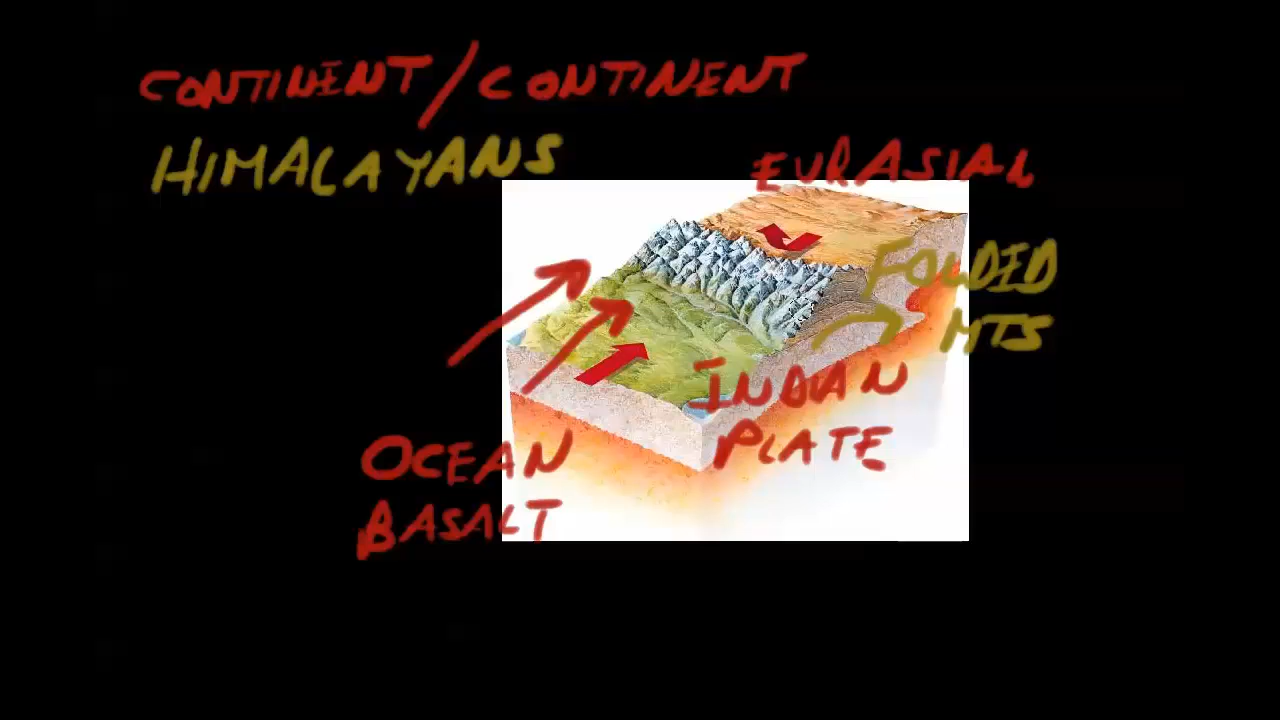 CONTINENT/CONTINENT
HIMALAYANS
EURASIAN
FOLDED
MTS
INDIAN
PLATE
OCEAN
BASALT